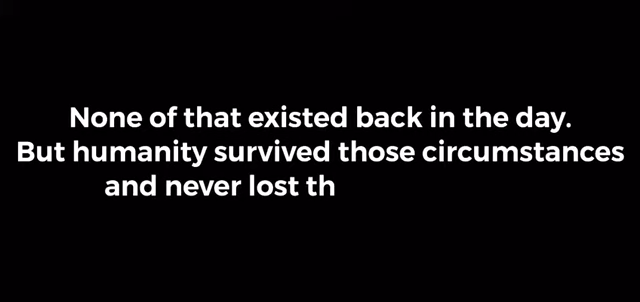 None of that existed back in the day.
But humanity survived those circumstances
and never lost th